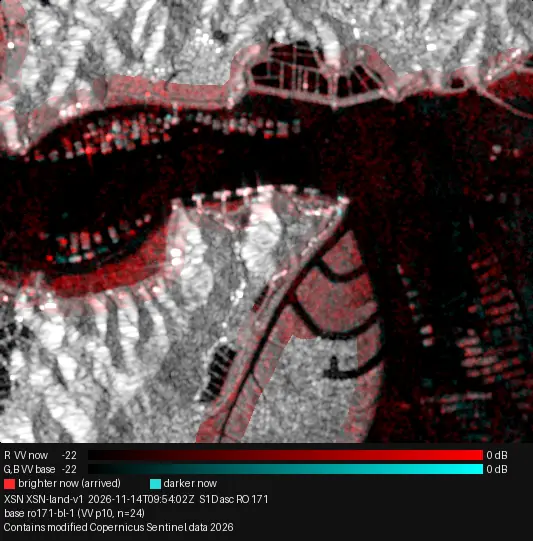 R VV now -22 0 dB
G,B VV base -22 0 dB
brighter now (arrived) darker now
XSN XSN-land-v1 2026-11-14T09:54:02Z S1D asc RO 171
base ro171-bl-1 (VV p10, n=24)
Contains modified Copernicus Sentinel data 2026